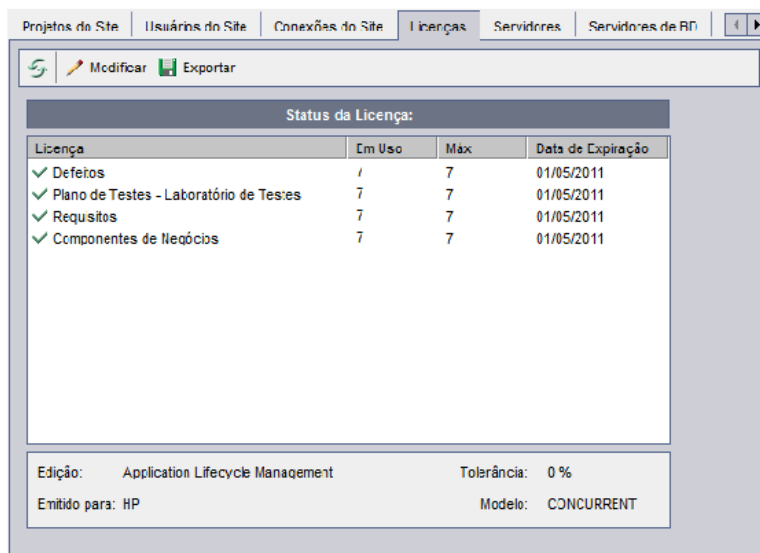 Projetos do Site Usuários do Site Conexões do Site Licenças Servidores Servidores de BD
Modificar Exportar
Status da Licença:
Licença Em Uso Máx Data de Expiração
Defeitos 7 7 01/05/2011
Plano de Testes - Laboratório de Testes 7 7 01/05/2011
Requisitos 7 7 01/05/2011
Componentes de Negócios 7 7 01/05/2011
Edição: Application Lifecycle Management Tolerância: 0 %
Emitido para: HP Modelo: CONCURRENT